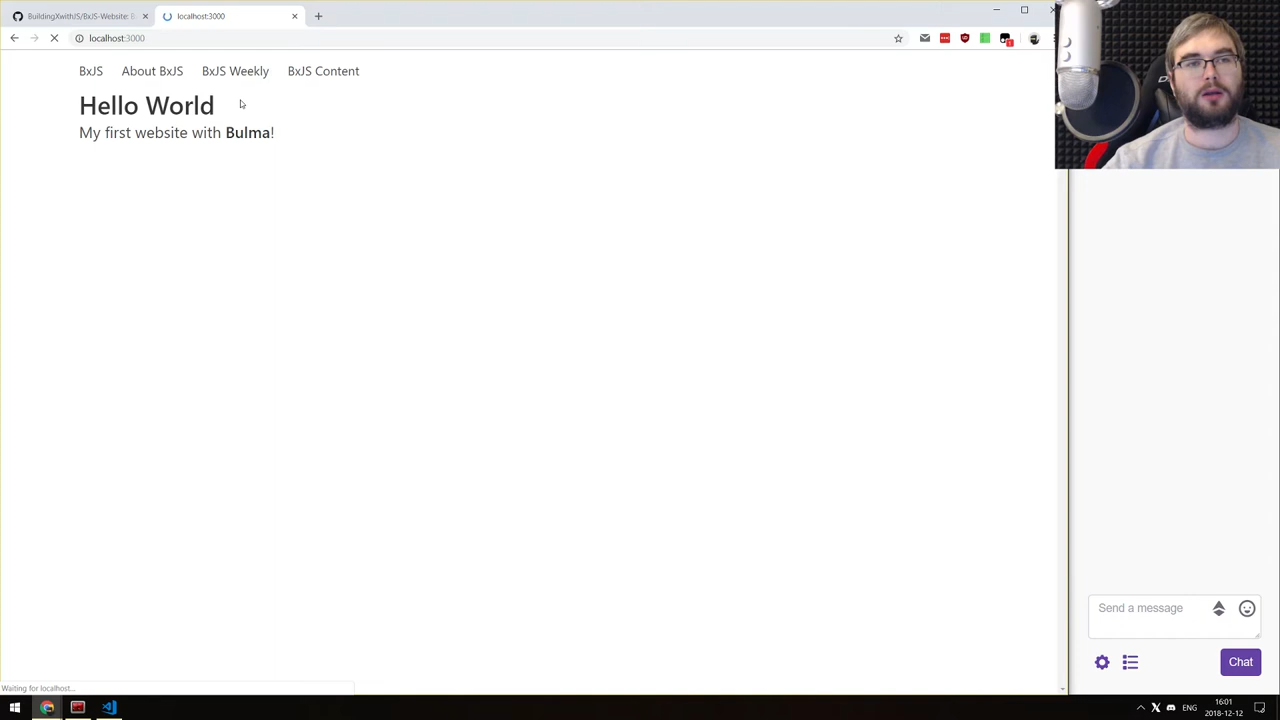 BuildingXwithJS/BxJS-Website: B
localhost:3000
localhost:3000
BxJS About BxJS BxJS Weekly BxJS Content
Hello World
My first website with Bulma!
Send a message
Chat
Waiting for localhost...
ENG
16:01
2018-12-12